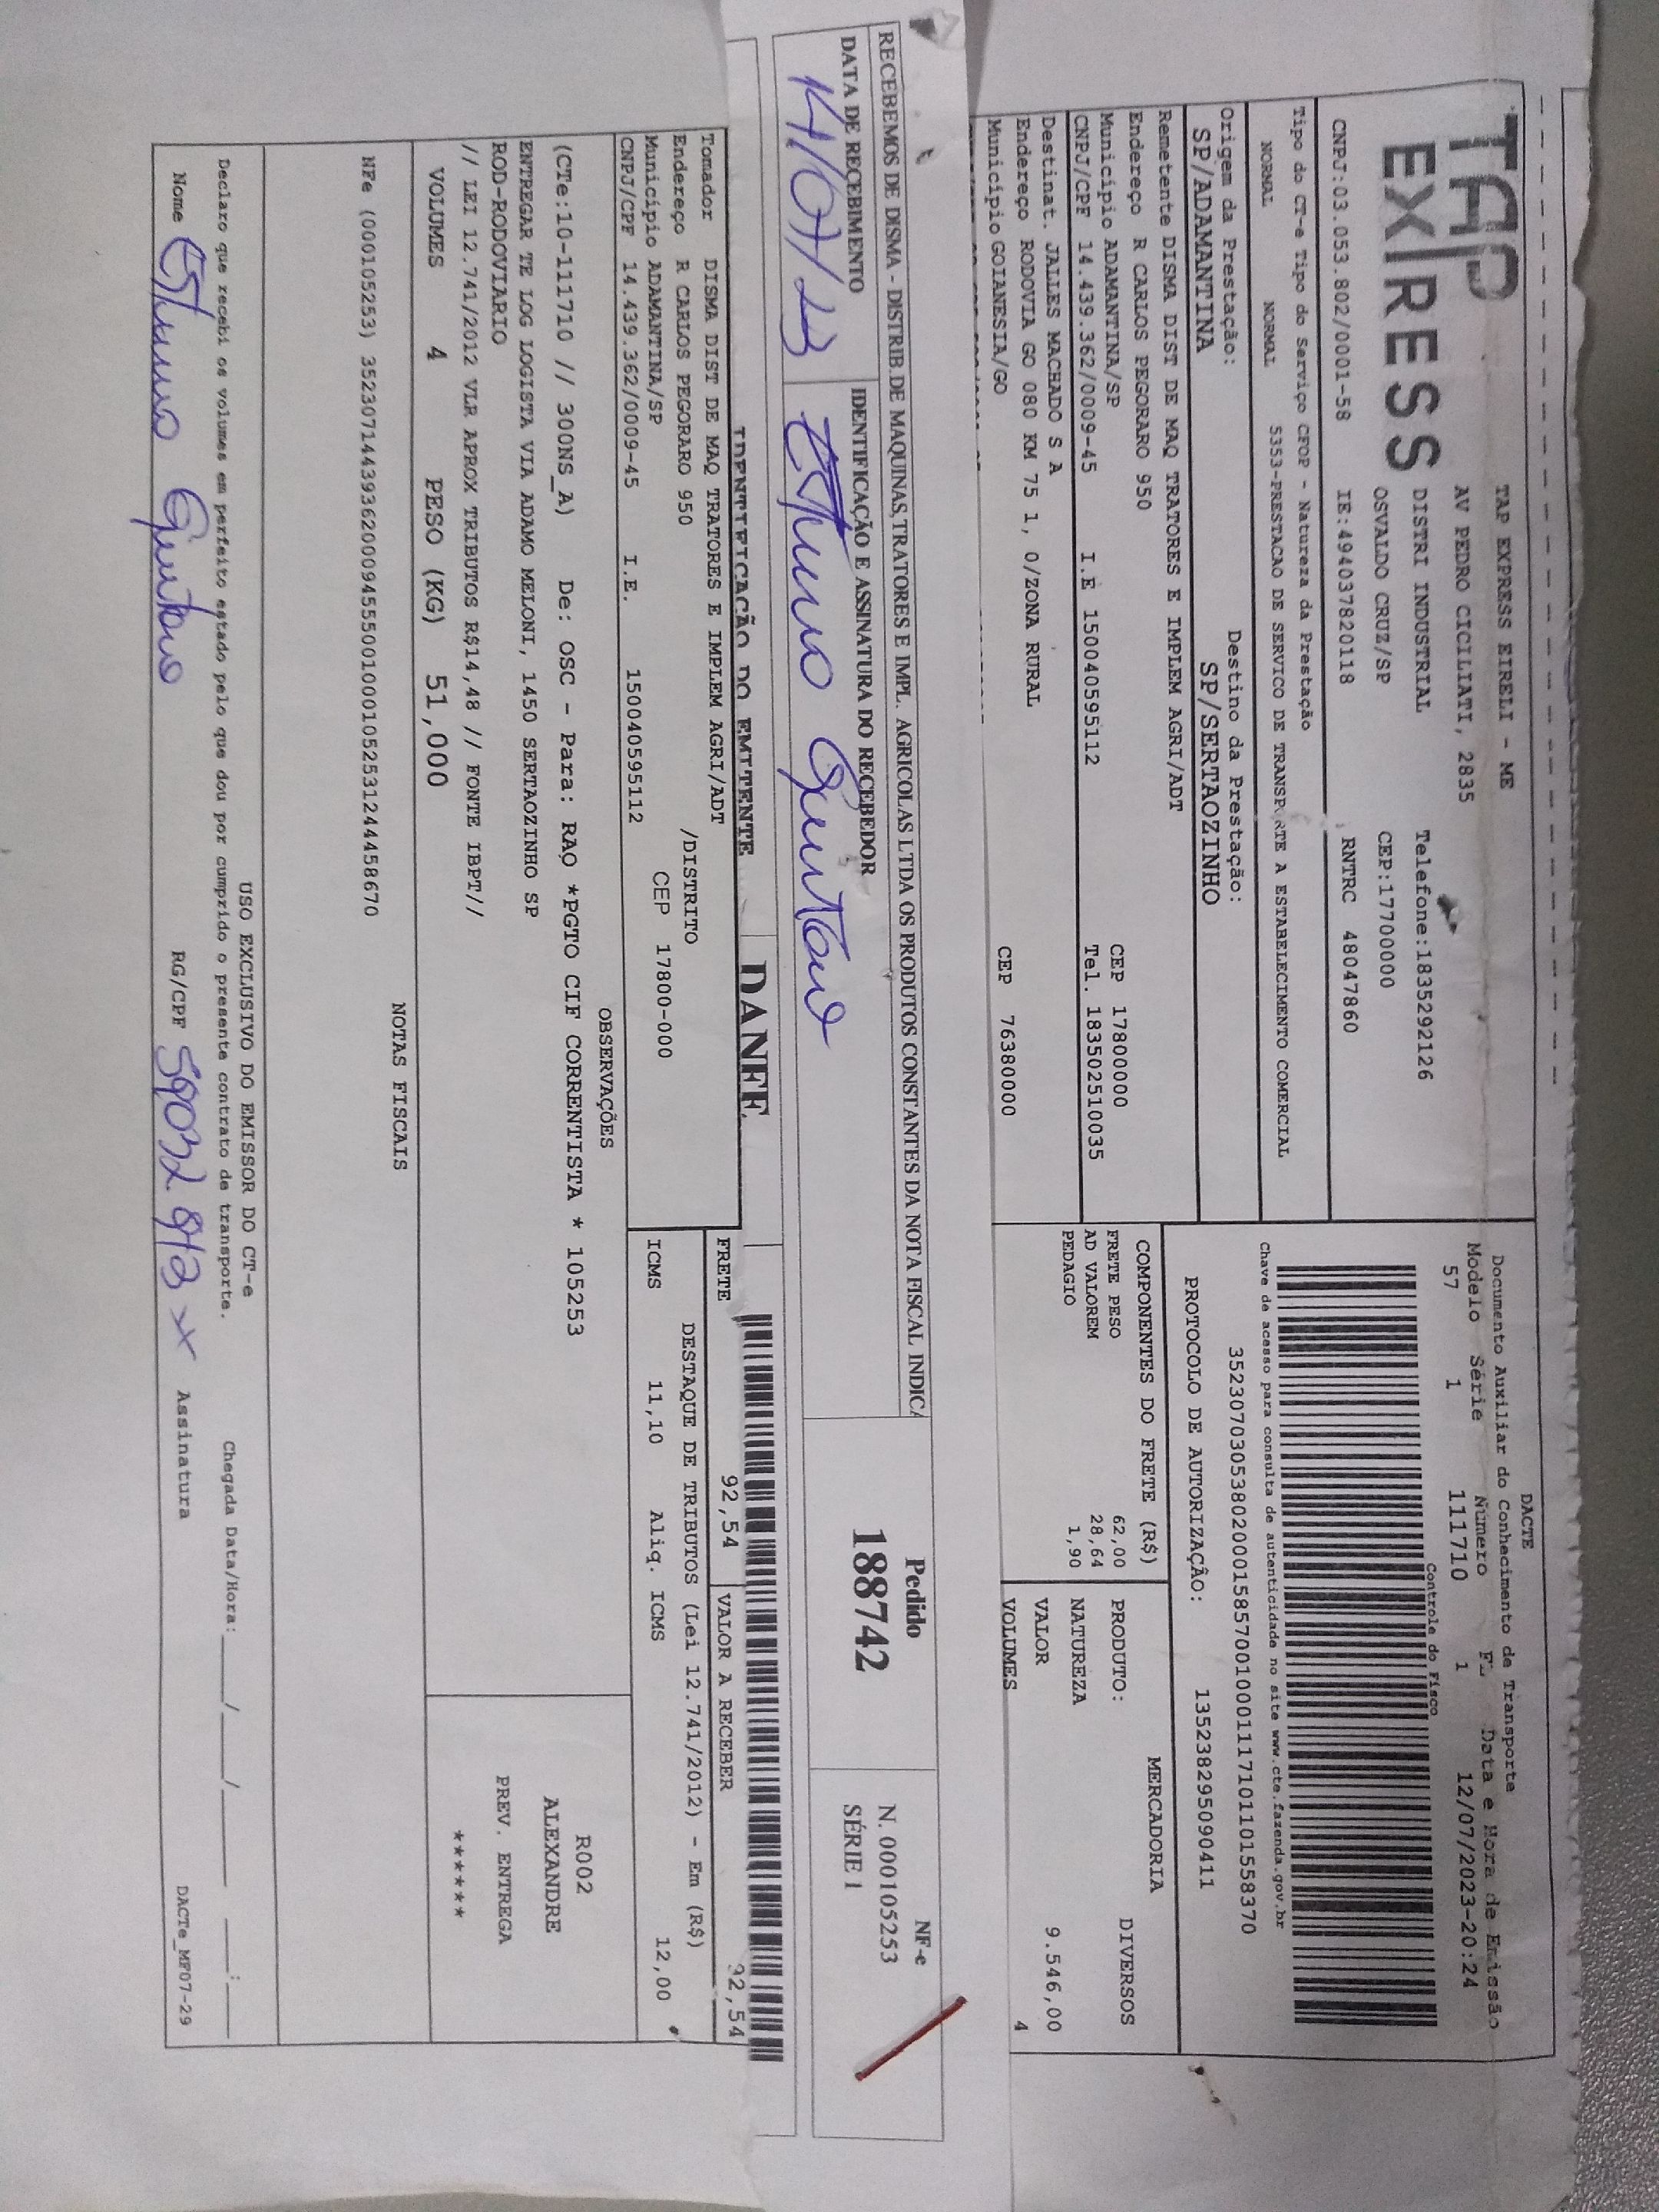 TAP
EXPRESS
TAP EXPRESS EIRELI - ME
AV PEDRO CICILIATI, 2835
DISTRI INDUSTRIAL Telefone:1835292126
OSVALDO CRUZ/SP CEP:17700000
CNPJ:03.053.802/0001-58 IE:494037820118 RNTRC 48047860
DACTE
Documento Auxiliar do Conhecimento de Transporte
Modelo Série Número Data e Hora de Emissão
57 1 111710 1 12/07/2023-20:24
Controle do Fisco
Tipo do CT-e Tipo do Serviço CFOP - Natureza da Prestação
NORMAL NORMAL 5353-PRESTACAO DE SERVICO DE TRANSPORTE A ESTABELECIMENTO COMERCIAL
Chave de acesso para consulta de autenticidade no site www.cte.fazenda.gov.br
35230703053802000158570010001117101101558370
Origem da Prestação: Destino da Prestação:
SP/ADAMANTINA SP/SERTAOZINHO
PROTOCOLO DE AUTORIZAÇÃO: 135238295090411
Remetente DISMA DIST DE MAQ TRATORES E IMPLEM AGRI/ADT
Endereço R CARLOS PEGORARO 950 CEP 17800000
Município ADAMANTINA/SP Tel. 18350251 0035
CNPJ/CPF 14.439.362/0009-45 I.E 150040595112
Destinat. JALLES MACHADO S A
Endereço RODOVIA GO 080 KM 75 1, 0/ZONA RURAL
Município GOIANESIA/GO CEP 76380000
COMPONENTES DO FRETE (R$)
FRETE PESO 62,00
AD VALOREM 28,64
PEDAGIO 1,90
MERCADORIA
PRODUTO: DIVERSOS
NATUREZA
VALOR 9.546,00
VOLUMES 4
RECEBEMOS DE DISMA - DISTRIB.DE MAQUINAS,TRATORES E IMPL. AGRICOLAS LTDA OS PRODUTOS CONSTANTES DA NOTA FISCAL INDICA
DATA DE RECEBIMENTO IDENTIFICAÇÃO E ASSINATURA DO RECEBEDOR
14/07/23
Pedido
188742
NF-e
N. 000105253
SÉRIE 1
IDENTIFICAÇÃO DO EMITENTE DANFE
Tomador DISMA DIST DE MAQ TRATORES E IMPLEM AGRI/ADT
Endereço R CARLOS PEGORARO 950 /DISTRITO
Município ADAMANTINA/SP CEP 17800-000
CNPJ/CPF 14.439.362/0009-45 I.E. 150040595112
FRETE 92,54 VALOR A RECEBER 92,54
DESTAQUE DE TRIBUTOS (Lei 12.741/2012) - Em (R$)
ICMS 11,10 Aliq. ICMS 12,00
OBSERVAÇÕES
(CTe:10-111710 // 300NS_A) De: OSC - Para: RAO *PGTO CIF CORRENTISTA * 105253
ENTREGAR TE LOG LOGISTA VIA ADAMO MELONI, 1450 SERTAOZINHO SP
ROD-RODOVIARIO
// LEI 12.741/2012 VLR APROX TRIBUTOS R$14,48 // FONTE IBPT//
R002
ALEXANDRE
PREV. ENTREGA
******
VOLUMES 4 PESO (KG) 51,000
NOTAS FISCAIS
NFe (000105253) 35230714439362000945550010001052531244458670
USO EXCLUSIVO DO EMISSOR DO CT-e
Declaro que recebi os volumes em perfeito estado pelo que dou por cumprido o presente contrato de transporte. Chegada Data/Hora:____/____/______ ____:____
Nome RG/CPF Assinatura DACTe_MF07-29